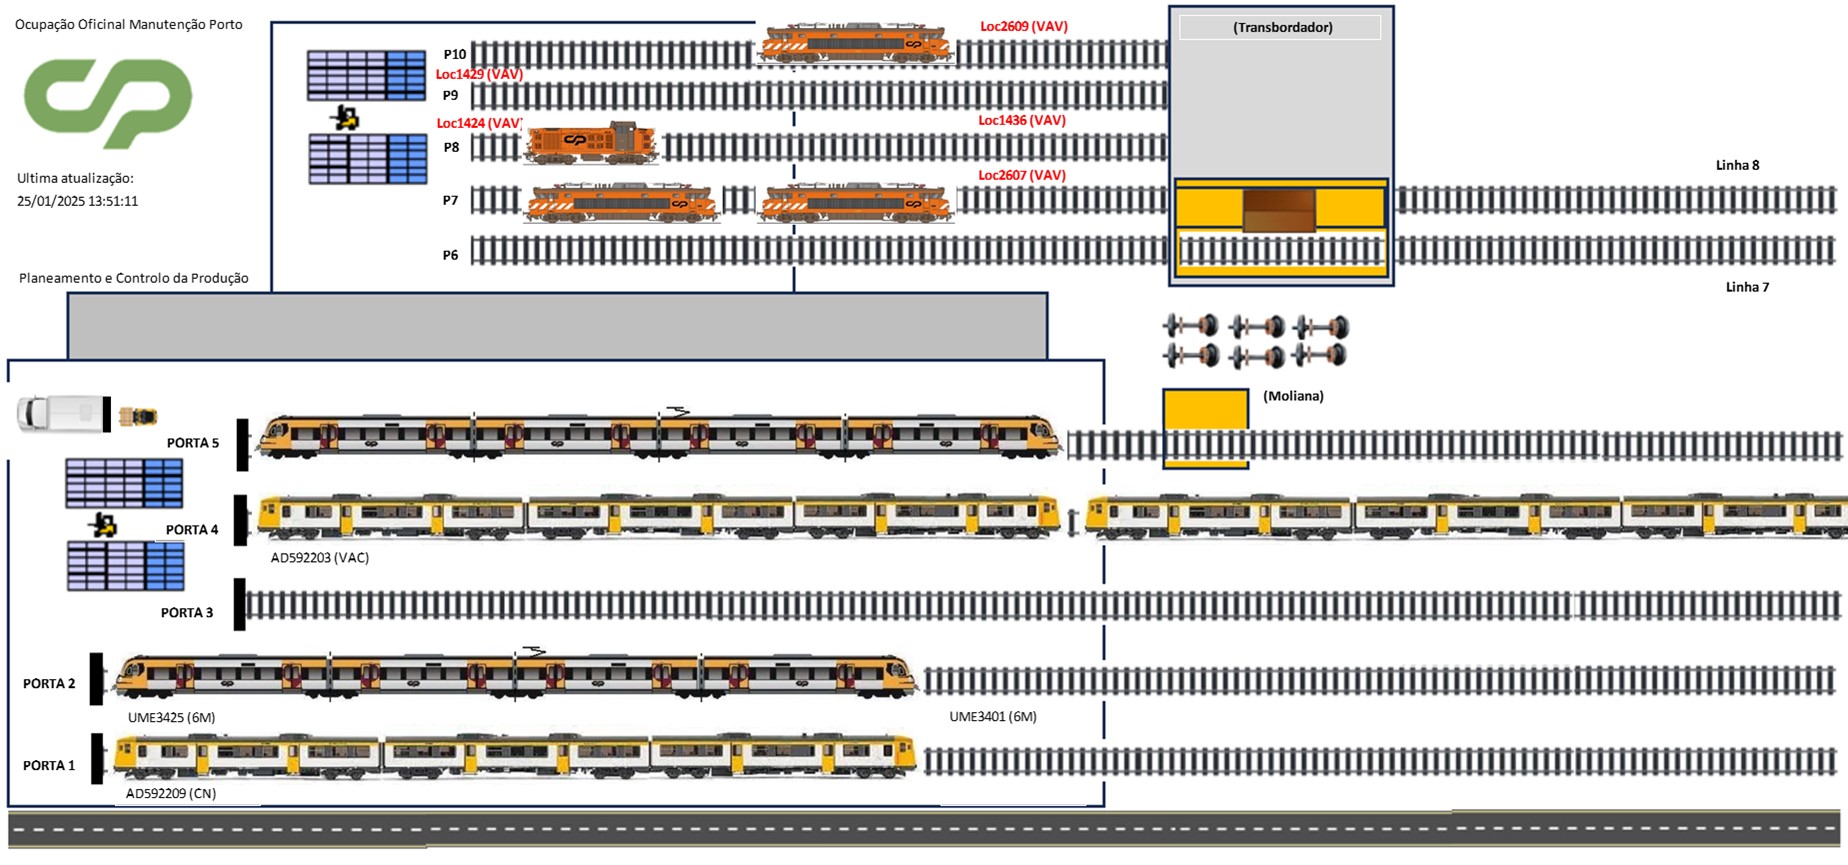 Ocupação Oficinal Manutenção Porto
Loc2609 (VAV)
(Transbordador)
P10
Loc1429 (VAV)
P9
Loc1424 (VAV)
Loc1436 (VAV)
P8
Linha 8
Loc2607 (VAV)
Ultima atualização:
25/01/2025 13:51:11
P7
P6
Planeamento e Controlo da Produção
Linha 7
(Moliana)
PORTA 5
PORTA 4
AD592203 (VAC)
PORTA 3
PORTA 2
UME3425 (6M)
UME3401 (6M)
PORTA 1
AD592209 (CN)